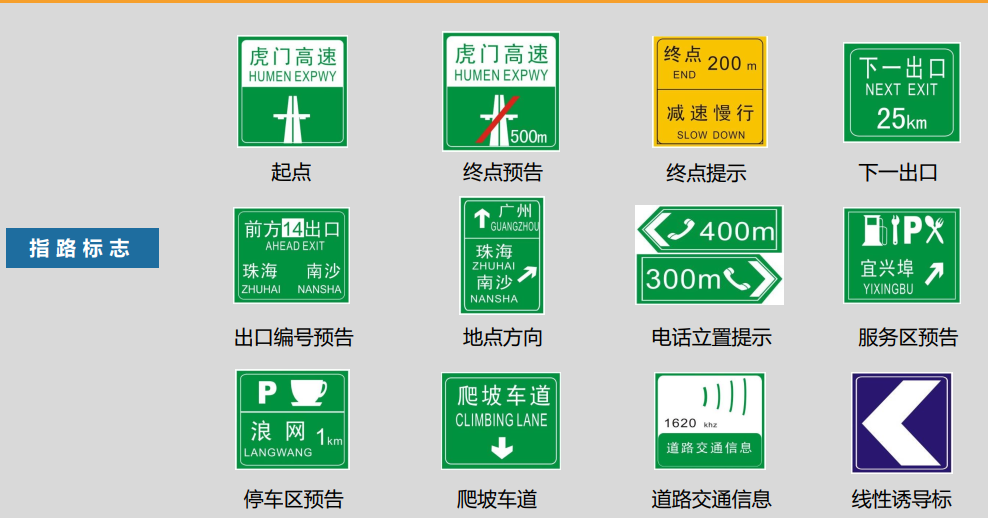 虎门高速
HUMEN EXPWY
起点
虎门高速
HUMEN EXPWY
500m
终点预告
终点 200 m
END
减速慢行
SLOW DOWN
终点提示
下一出口
NEXT EXIT
25km
下一出口
指路标志
前方14出口
AHEAD EXIT
珠海 南沙
ZHUHAI NANSHA
出口编号预告
广州
GUANGZHOU
珠海
ZHUHAI
南沙
NANSHA
地点方向
400m
300m
电话立置提示
P
宜兴埠
YIXINGBU
服务区预告
P
浪网 1km
LANGWANG
停车区预告
爬坡车道
CLIMBING LANE
爬坡车道
1620 khz
道路交通信息
道路交通信息
线性诱导标